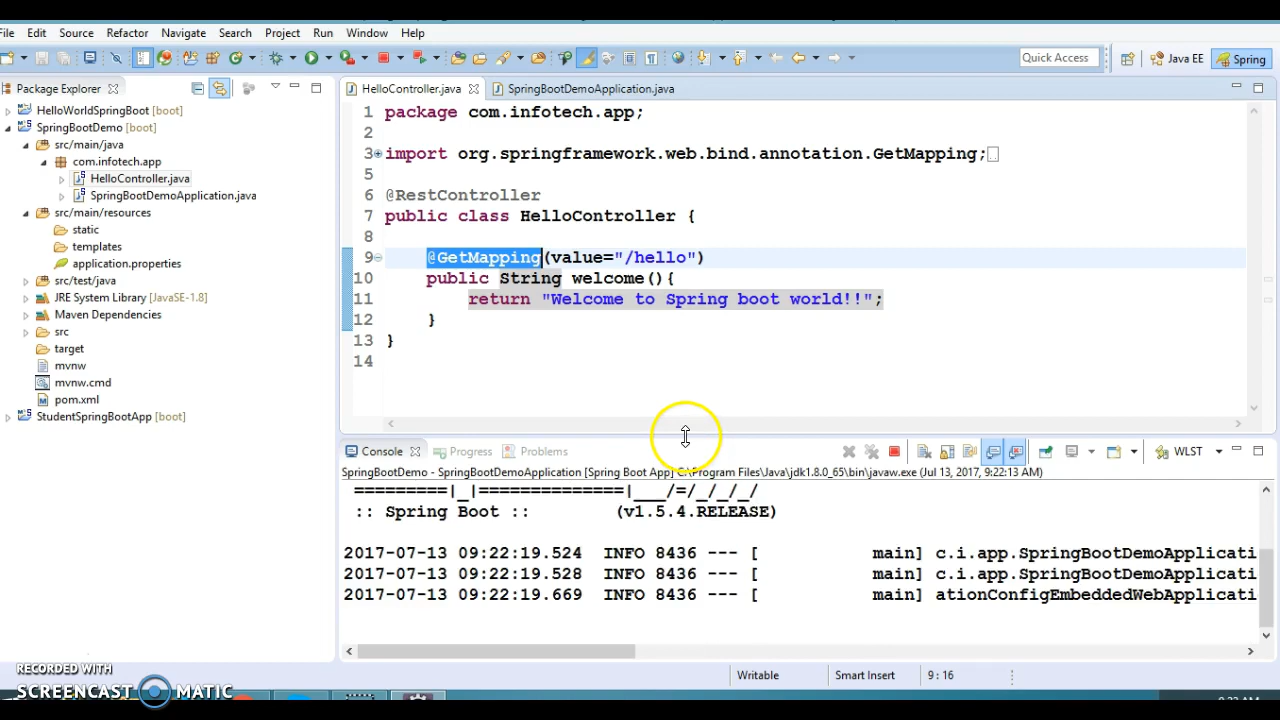 File Edit Source Refactor Navigate Search Project Run Window Help
Quick Access Java EE Spring
Package Explorer
HelloController.java SpringBootDemoApplication.java
HelloWorldSpringBoot [boot]
SpringBootDemo [boot]
src/main/java
com.infotech.app
HelloController.java
SpringBootDemoApplication.java
src/main/resources
static
templates
application.properties
src/test/java
JRE System Library [JavaSE-1.8]
Maven Dependencies
src
target
mvnw
mvnw.cmd
pom.xml
StudentSpringBootApp [boot]
1 package com.infotech.app;
2
3 import org.springframework.web.bind.annotation.GetMapping;
5
6 @RestController
7 public class HelloController {
8
9 @GetMapping(value="/hello")
10 public String welcome(){
11 return "Welcome to Spring boot world!!";
12 }
13 }
14
Console Progress Problems WLST
SpringBootDemo - SpringBootDemoApplication [Spring Boot App] C:\Program Files\Java\jdk1.8.0_65\bin\javaw.exe (Jul 13, 2017, 9:22:13 AM)
=========|_|==============|___/=/_/_/_/
:: Spring Boot :: (v1.5.4.RELEASE)
2017-07-13 09:22:19.524 INFO 8436 --- [ main] c.i.app.SpringBootDemoApplicati
2017-07-13 09:22:19.528 INFO 8436 --- [ main] c.i.app.SpringBootDemoApplicati
2017-07-13 09:22:19.669 INFO 8436 --- [ main] ationConfigEmbeddedWebApplicati
Writable Smart Insert 9 : 16
RECORDED WITH
SCREENCAST MATIC